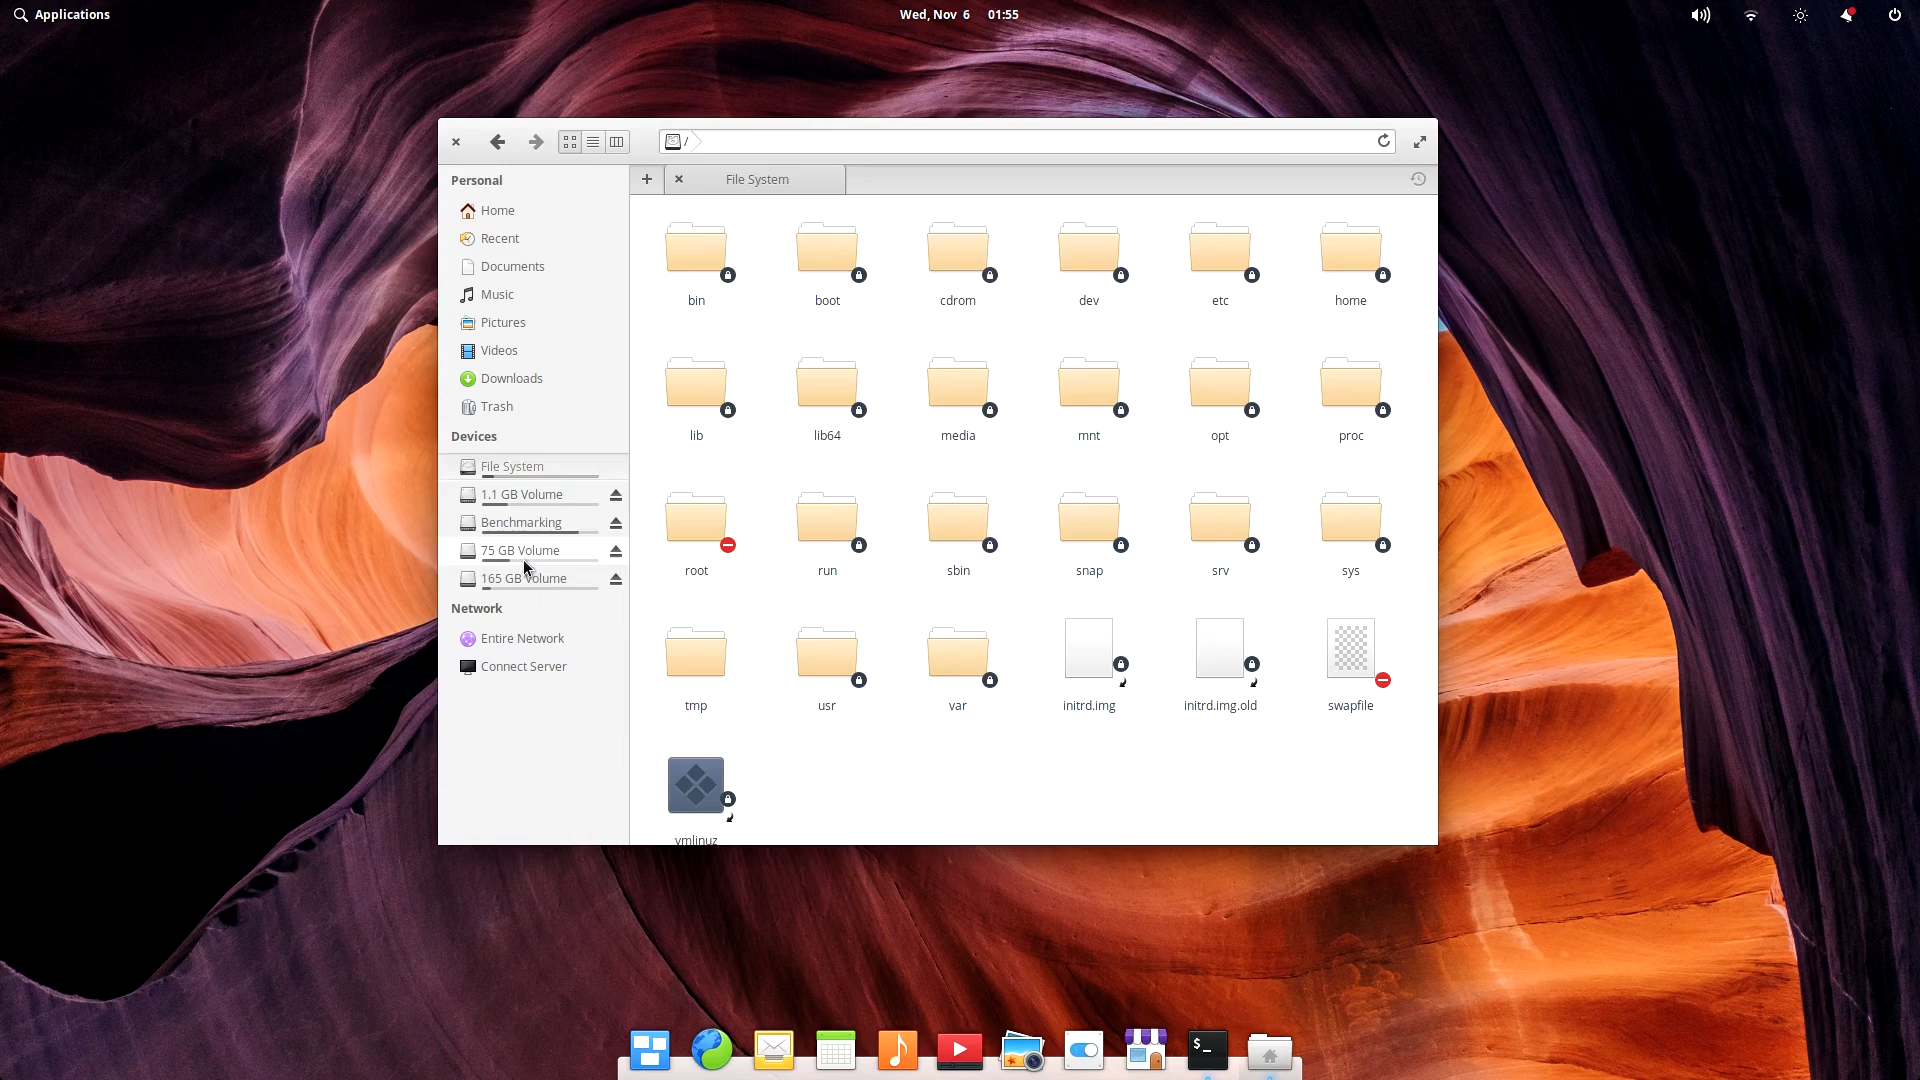 Applications
Wed, Nov 6 01:55
/
Personal
Home
Recent
Documents
Music
Pictures
Videos
Downloads
Trash
Devices
File System
1.1 GB Volume
Benchmarking
75 GB Volume
165 GB Volume
Network
Entire Network
Connect Server
+ File System
bin boot cdrom dev etc home
lib lib64 media mnt opt proc
root run sbin snap srv sys
tmp usr var initrd.img initrd.img.old swapfile
vmlinuz
$_